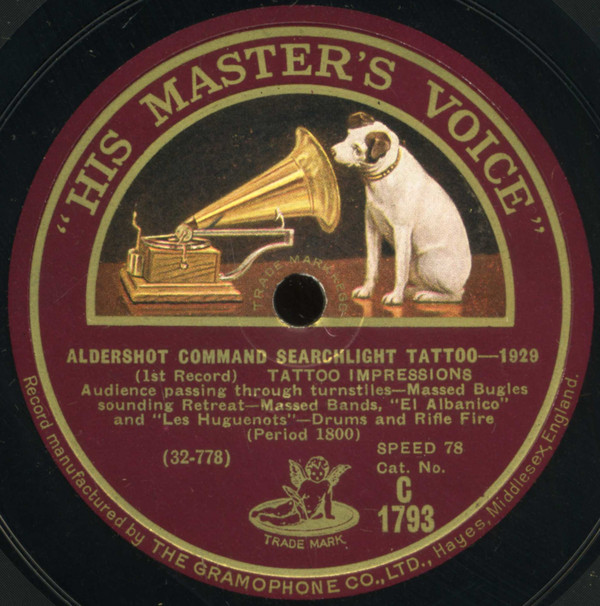 "HIS MASTER'S VOICE"
TRADE MARK
ALDERSHOT COMMAND SEARCHLIGHT TATTOO—1929
(1st Record) TATTOO IMPRESSIONS
Audience passing through turnstiles—Massed Bugles
sounding Retreat—Massed Bands, "El Albanico"
and "Les Huguenots"—Drums and Rifle Fire
(Period 1800)
(32-778)
SPEED 78
Cat. No.
C
1793
TRADE MARK
Record manufactured by THE GRAMOPHONE CO., LTD., Hayes, Middlesex, England.